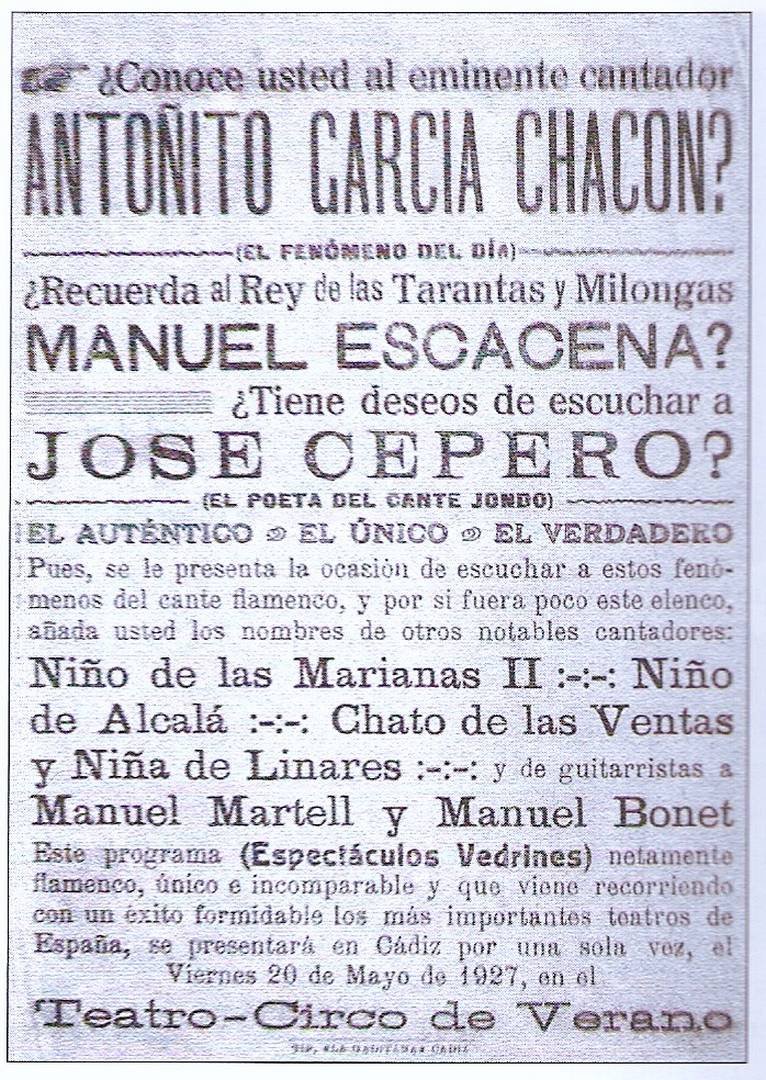 ¿Conoce usted al eminente cantador
ANTOÑITO GARCIA CHACON?
(EL FENÓMENO DEL DÍA)
¿Recuerda al Rey de las Tarantas y Milongas
MANUEL ESCACENA?
¿Tiene deseos de escuchar a
JOSE CEPERO?
(EL POETA DEL CANTE JONDO)
EL AUTÉNTICO EL ÚNICO EL VERDADERO
Pues, se le presenta la ocasión de escuchar a estos fenó-
menos del cante flamenco, y por si fuera poco este elenco,
añada usted los nombres de otros notables cantadores:
Niño de las Marianas II :-:-: Niño
de Alcalá :-:-: Chato de las Ventas
y Niña de Linares :-:-: y de guitarristas a
Manuel Martell y Manuel Bonet
Este programa (Espectáculos Vedrines) netamente
flamenco, único e incomparable y que viene recorriendo
con un éxito formidable los más importantes teatros de
España, se presentará en Cádiz por una sola vez, el
Viernes 20 de Mayo de 1927, en el
Teatro-Circo de Verano